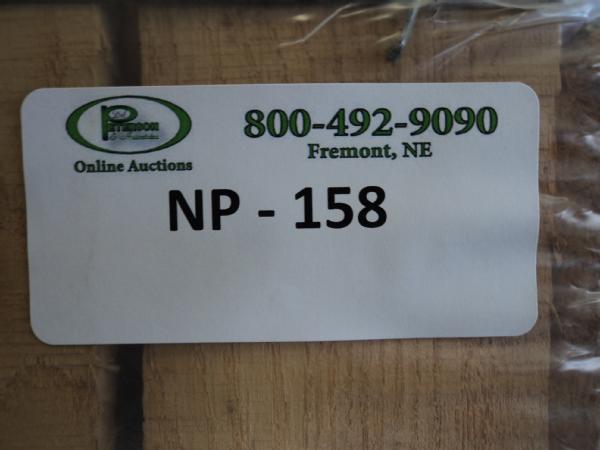 PETERSON
Online Auctions
800-492-9090
Fremont, NE
NP - 158